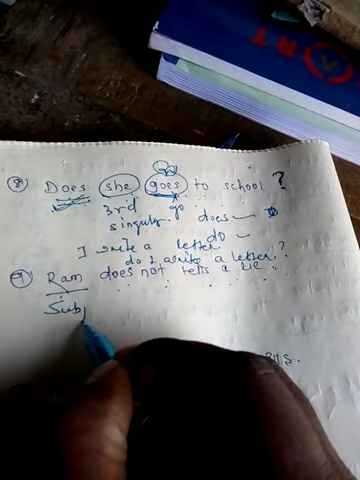 ⑧ Does she goes to school?
3rd go
singular. does
do
I write a letter
do I write a letter?
⑨ Ram does not tells a lie.
Sub